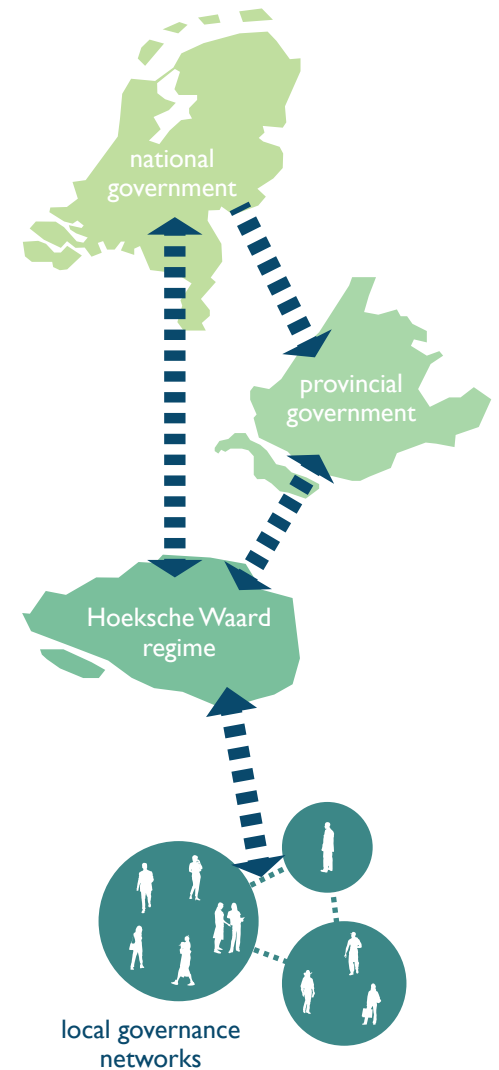 national
government
provincial
government
Hoeksche Waard
regime
local governance
networks